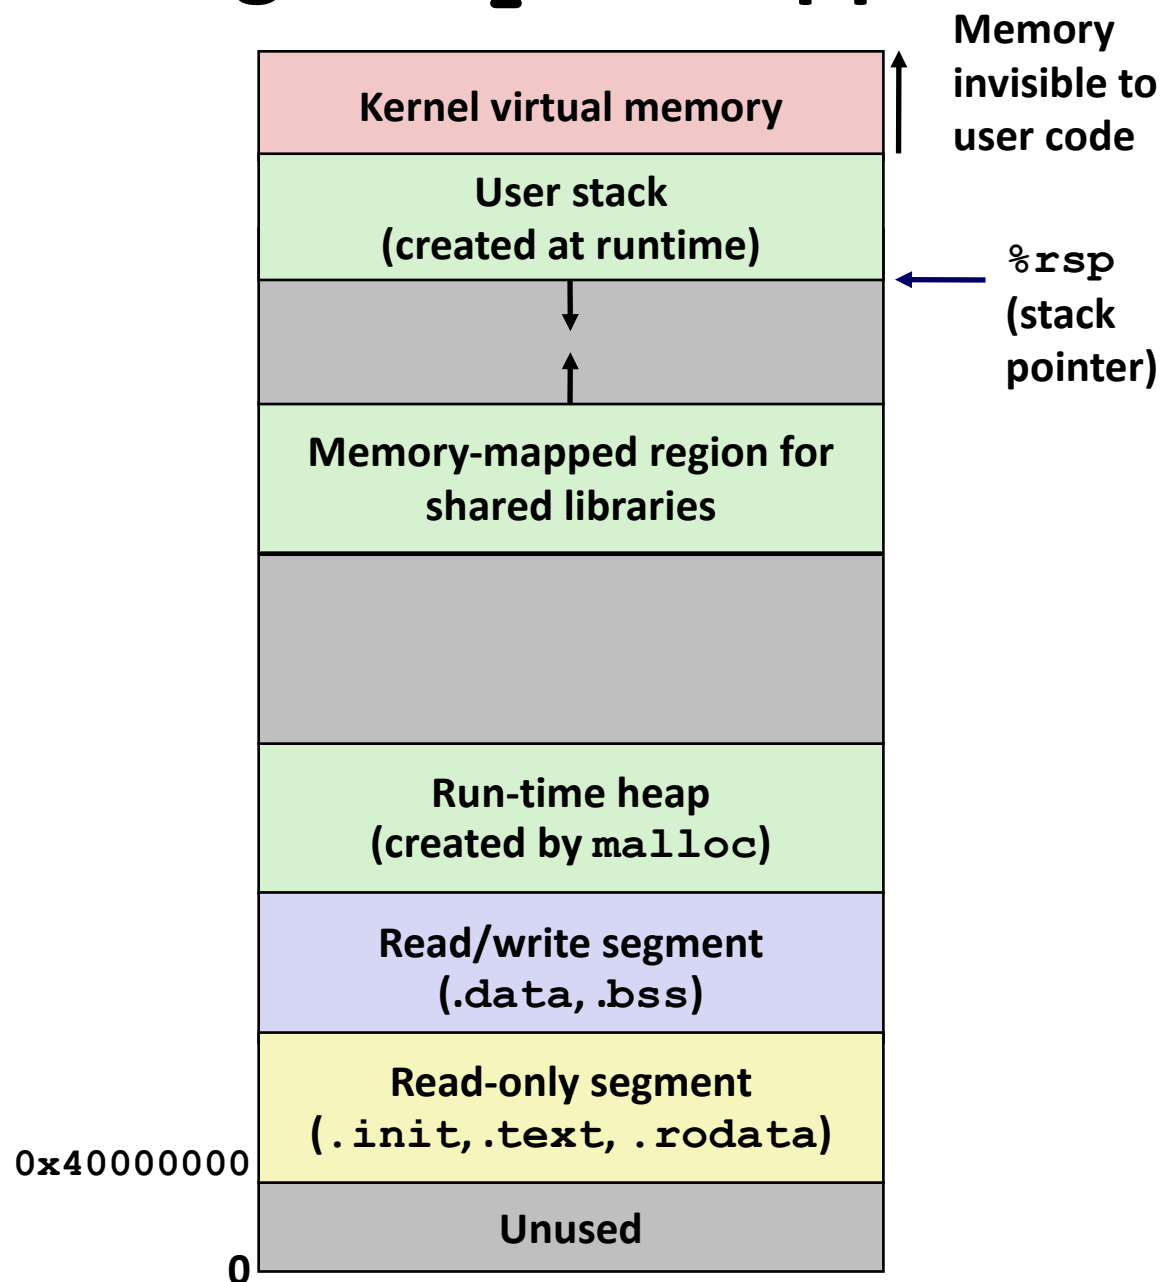 Memory
invisible to
user code
Kernel virtual memory
User stack
(created at runtime)
%rsp
(stack
pointer)
Memory-mapped region for
shared libraries
Run-time heap
(created by malloc)
Read/write segment
(.data, .bss)
Read-only segment
(.init, .text, .rodata)
0x40000000
Unused
0